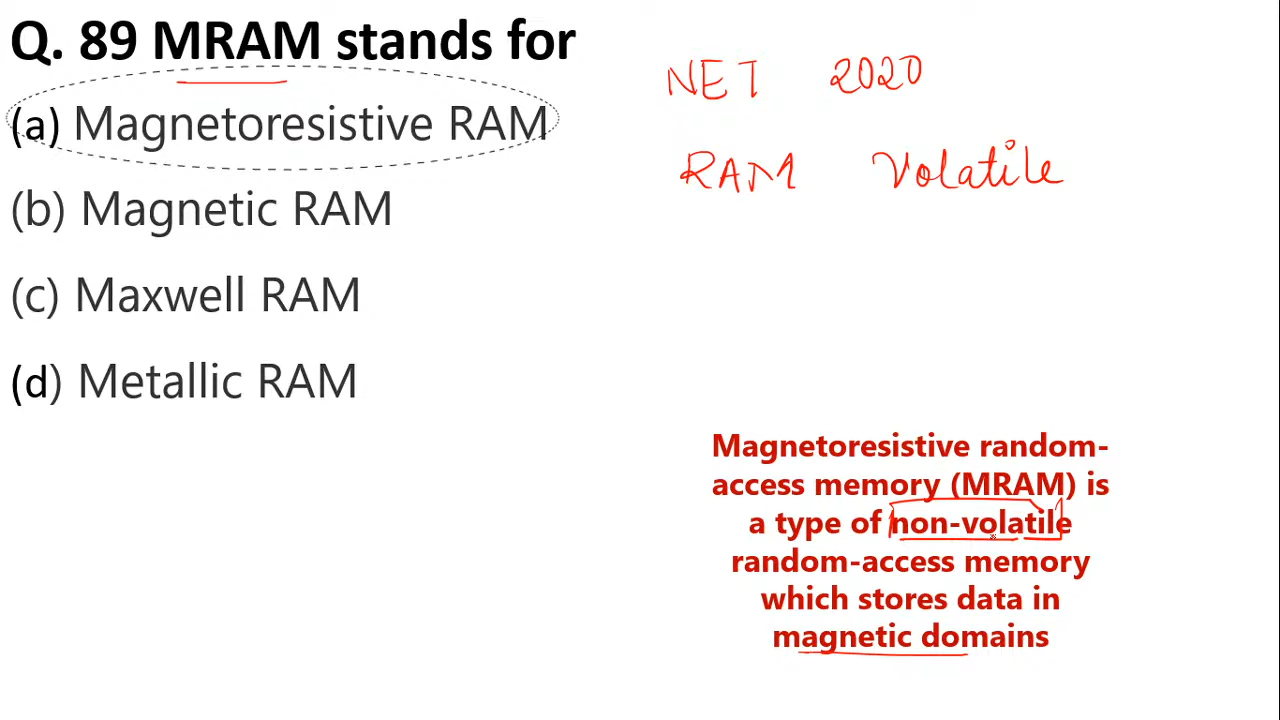 Q. 89 MRAM stands for
(a) Magnetoresistive RAM
(b) Magnetic RAM
(c) Maxwell RAM
(d) Metallic RAM
NET 2020
RAM Volatile
Magnetoresistive random-
access memory (MRAM) is
a type of non-volatile
random-access memory
which stores data in
magnetic domains